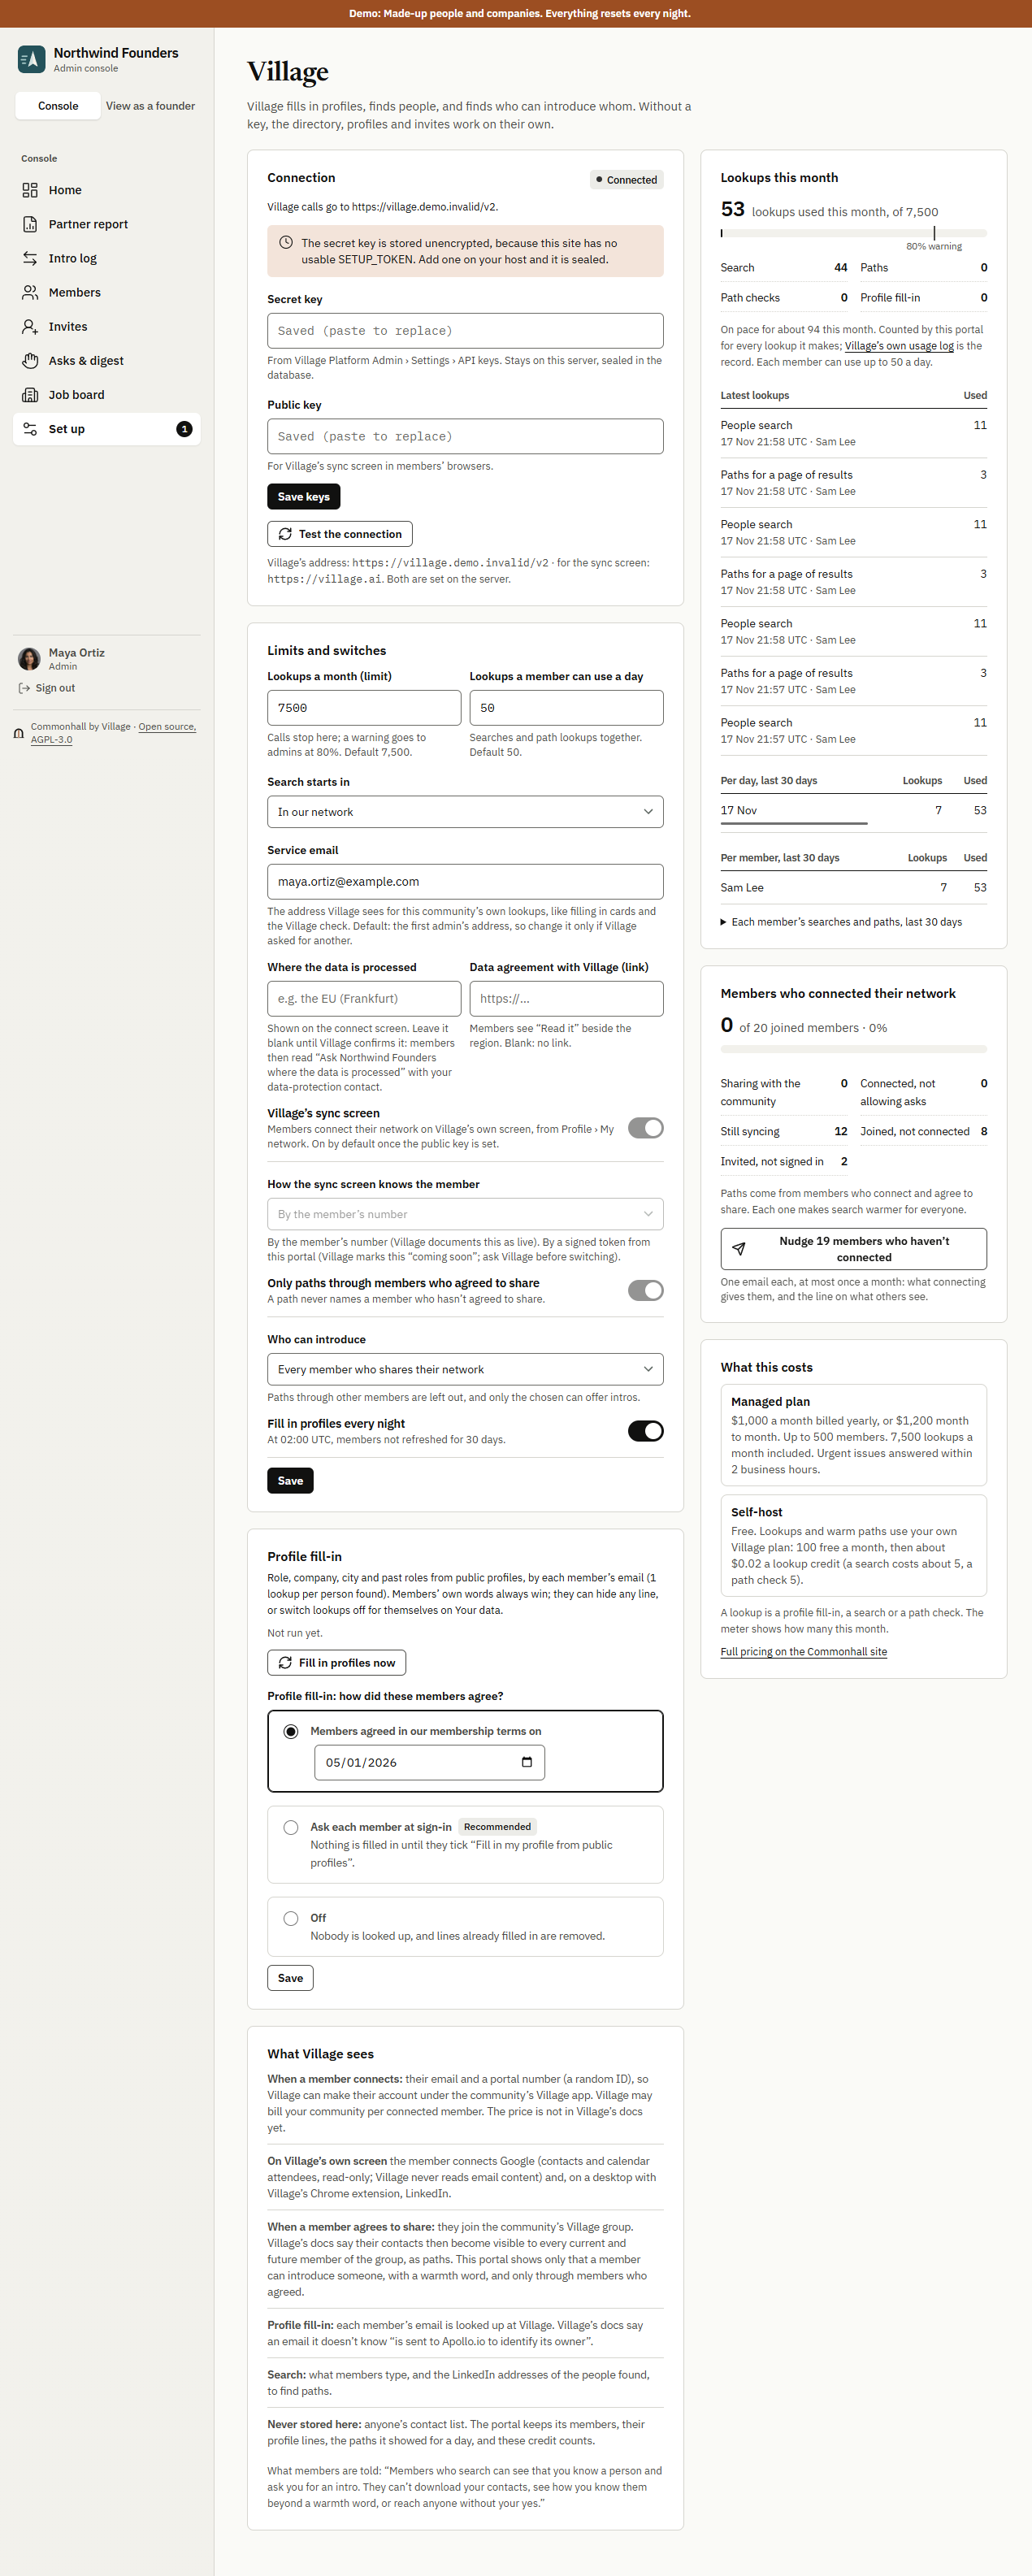 Demo: Made-up people and companies. Everything resets every night.
Northwind Founders
Admin console
Console
View as a founder
Console
Home
Partner report
Intro log
Members
Invites
Asks & digest
Job board
Set up
1
Maya Ortiz
Admin
Sign out
Commonhall by Village · Open source,
AGPL-3.0
Village
Village fills in profiles, finds people, and finds who can introduce whom. Without a
key, the directory, profiles and invites work on their own.
Connection
Connected
Village calls go to https://village.demo.invalid/v2.
The secret key is stored unencrypted, because this site has no
usable SETUP_TOKEN. Add one on your host and it is sealed.
Secret key
Saved (paste to replace)
From Village Platform Admin › Settings › API keys. Stays on this server, sealed in the
database.
Public key
Saved (paste to replace)
For Village's sync screen in members' browsers.
Save keys
Test the connection
Village's address: https://village.demo.invalid/v2 · for the sync screen:
https://village.ai. Both are set on the server.
Limits and switches
Lookups a month (limit)
7500
Calls stop here; a warning goes to
admins at 80%. Default 7,500.
Lookups a member can use a day
50
Searches and path lookups together.
Default 50.
Search starts in
In our network
Service email
maya.ortiz@example.com
The address Village sees for this community's own lookups, like filling in cards and
the Village check. Default: the first admin's address, so change it only if Village
asked for another.
Where the data is processed
e.g. the EU (Frankfurt)
Shown on the connect screen. Leave it
blank until Village confirms it: members
then read “Ask Northwind Founders
where the data is processed” with your
data-protection contact.
Data agreement with Village (link)
https://...
Members see “Read it” beside the
region. Blank: no link.
Village's sync screen
Members connect their network on Village's own screen, from Profile › My
network. On by default once the public key is set.
How the sync screen knows the member
By the member's number
By the member's number (Village documents this as live). By a signed token from
this portal (Village marks this “coming soon”; ask Village before switching).
Only paths through members who agreed to share
A path never names a member who hasn't agreed to share.
Who can introduce
Every member who shares their network
Paths through other members are left out, and only the chosen can offer intros.
Fill in profiles every night
At 02:00 UTC, members not refreshed for 30 days.
Save
Profile fill-in
Role, company, city and past roles from public profiles, by each member's email (1
lookup per person found). Members' own words always win; they can hide any line,
or switch lookups off for themselves on Your data.
Not run yet.
Fill in profiles now
Profile fill-in: how did these members agree?
Members agreed in our membership terms on
05/01/2026
Ask each member at sign-in
Recommended
Nothing is filled in until they tick “Fill in my profile from public
profiles”.
Off
Nobody is looked up, and lines already filled in are removed.
Save
What Village sees
When a member connects: their email and a portal number (a random ID), so
Village can make their account under the community's Village app. Village may
bill your community per connected member. The price is not in Village's docs
yet.
On Village's own screen the member connects Google (contacts and calendar
attendees, read-only; Village never reads email content) and, on a desktop with
Village's Chrome extension, LinkedIn.
When a member agrees to share: they join the community's Village group.
Village's docs say their contacts then become visible to every current and
future member of the group, as paths. This portal shows only that a member
can introduce someone, with a warmth word, and only through members who
agreed.
Profile fill-in: each member's email is looked up at Village. Village's docs say
an email it doesn't know “is sent to Apollo.io to identify its owner”.
Search: what members type, and the LinkedIn addresses of the people found,
to find paths.
Never stored here: anyone's contact list. The portal keeps its members, their
profile lines, the paths it showed for a day, and these credit counts.
What members are told: “Members who search can see that you know a person and
ask you for an intro. They can't download your contacts, see how you know them
beyond a warmth word, or reach anyone without your yes.”
Lookups this month
53 lookups used this month, of 7,500
80% warning
Search 44
Paths 0
Path checks 0
Profile fill-in 0
On pace for about 94 this month. Counted by this portal
for every lookup it makes; Village's own usage log is the
record. Each member can use up to 50 a day.
Latest lookups Used
People search 11
17 Nov 21:58 UTC · Sam Lee
Paths for a page of results 3
17 Nov 21:58 UTC · Sam Lee
People search 11
17 Nov 21:58 UTC · Sam Lee
Paths for a page of results 3
17 Nov 21:58 UTC · Sam Lee
People search 11
17 Nov 21:58 UTC · Sam Lee
Paths for a page of results 3
17 Nov 21:57 UTC · Sam Lee
People search 11
17 Nov 21:57 UTC · Sam Lee
Per day, last 30 days Lookups Used
17 Nov 7 53
Per member, last 30 days Lookups Used
Sam Lee 7 53
Each member's searches and paths, last 30 days
Members who connected their network
0 of 20 joined members · 0%
Sharing with the
community 0
Connected, not
allowing asks 0
Still syncing 12
Joined, not connected 8
Invited, not signed in 2
Paths come from members who connect and agree to
share. Each one makes search warmer for everyone.
Nudge 19 members who haven't
connected
One email each, at most once a month: what connecting
gives them, and the line on what others see.
What this costs
Managed plan
$1,000 a month billed yearly, or $1,200 month
to month. Up to 500 members. 7,500 lookups a
month included. Urgent issues answered within
2 business hours.
Self-host
Free. Lookups and warm paths use your own
Village plan: 100 free a month, then about
$0.02 a lookup credit (a search costs about 5, a
path check 5).
A lookup is a profile fill-in, a search or a path check. The
meter shows how many this month.
Full pricing on the Commonhall site